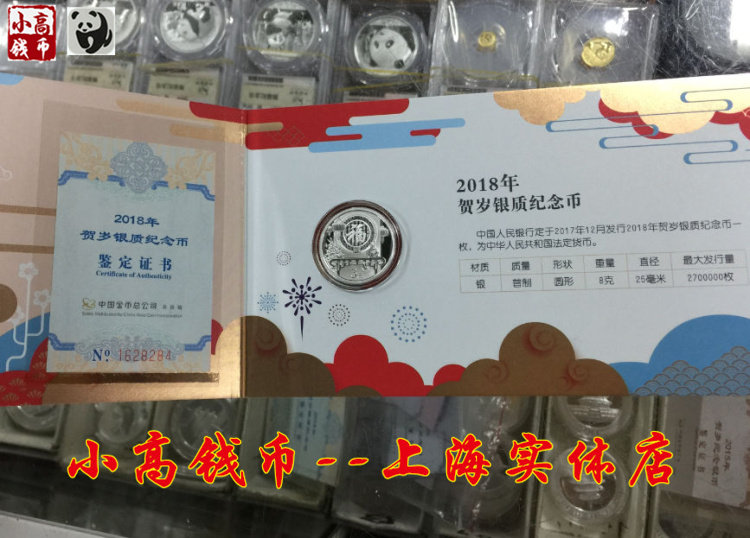 小高
钱币
2018年
贺岁银质纪念币
鉴定证书
Certificate of Authenticity
中国金币总公司
№ 1628284
福
2018年
贺岁银质纪念币
中国人民银行定于2017年12月发行2018年贺岁银质纪念币一
枚,为中华人民共和国法定货币。
材质 质量 形状 重量 直径 最大发行量
银 普制 圆形 8克 25毫米 2700000枚
小高钱币--上海实体店